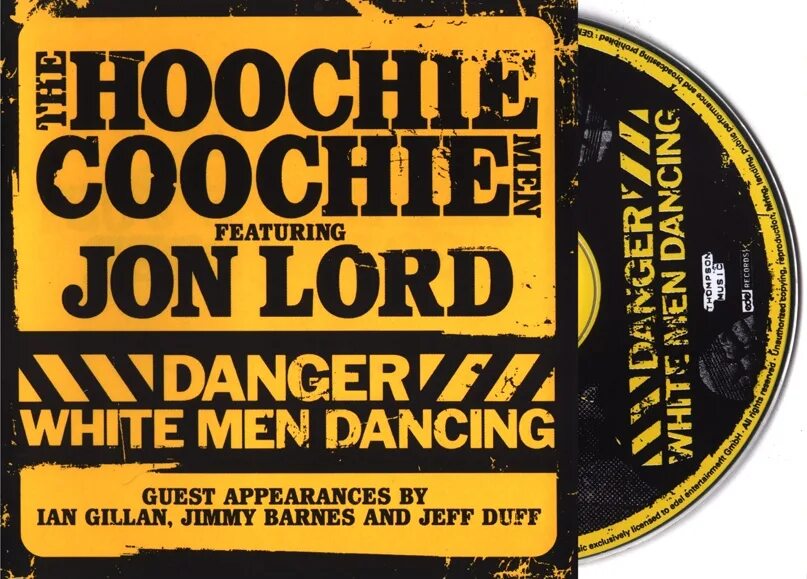 THE HOOCHIE
COOCHIE MEN
FEATURING
JON LORD
DANGER
WHITE MEN DANCING
GUEST APPEARANCES BY
IAN GILLAN, JIMMY BARNES AND JEFF DUFF
DANGER
WHITE MEN DANCING
THOMPSON
MUSIC
RECORDS
exclusively licensed to edel entertainment GmbH · All rights reserved · Unauthorized copying, reproduction, hiring, lending, public performance and broadcasting prohibited